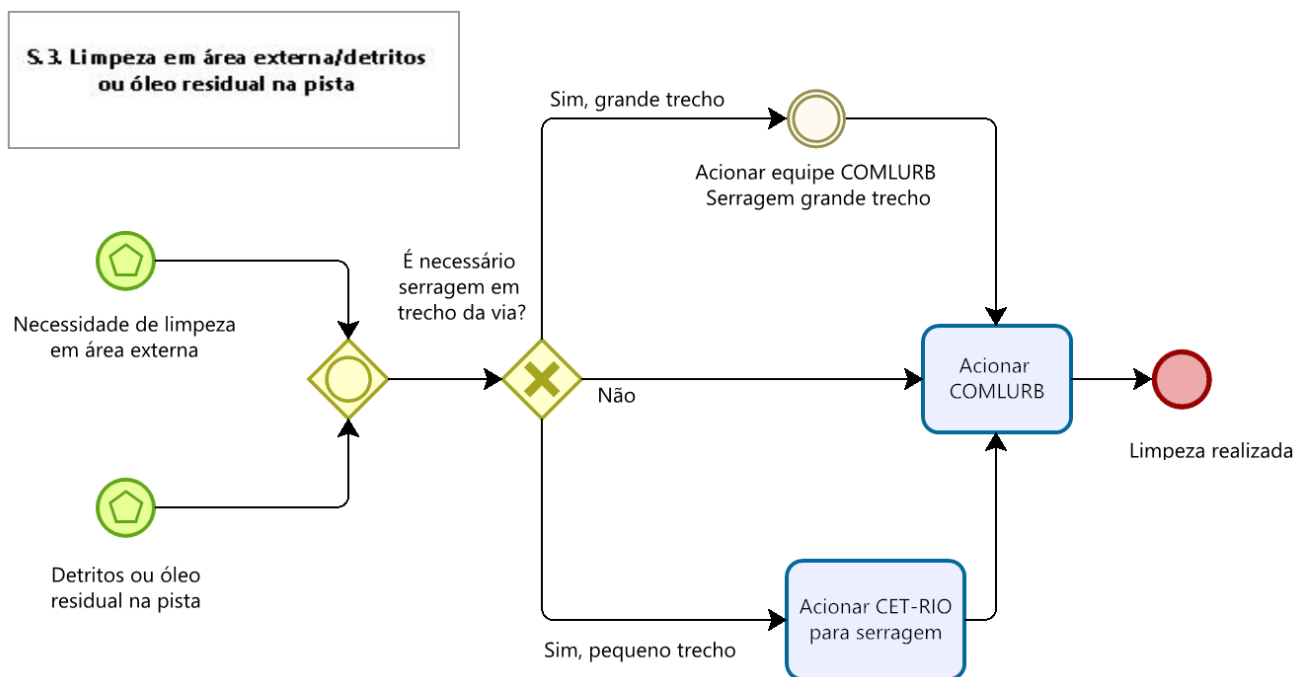 S.3. Limpeza em área externa/detritos
ou óleo residual na pista
Sim, grande trecho
Acionar equipe COMLURB
Serragem grande trecho
É necessário
serragem em
trecho da via?
Necessidade de limpeza
em área externa
Não
Acionar
COMLURB
Limpeza realizada
Detritos ou óleo
residual na pista
Sim, pequeno trecho
Acionar CET-RIO
para serragem